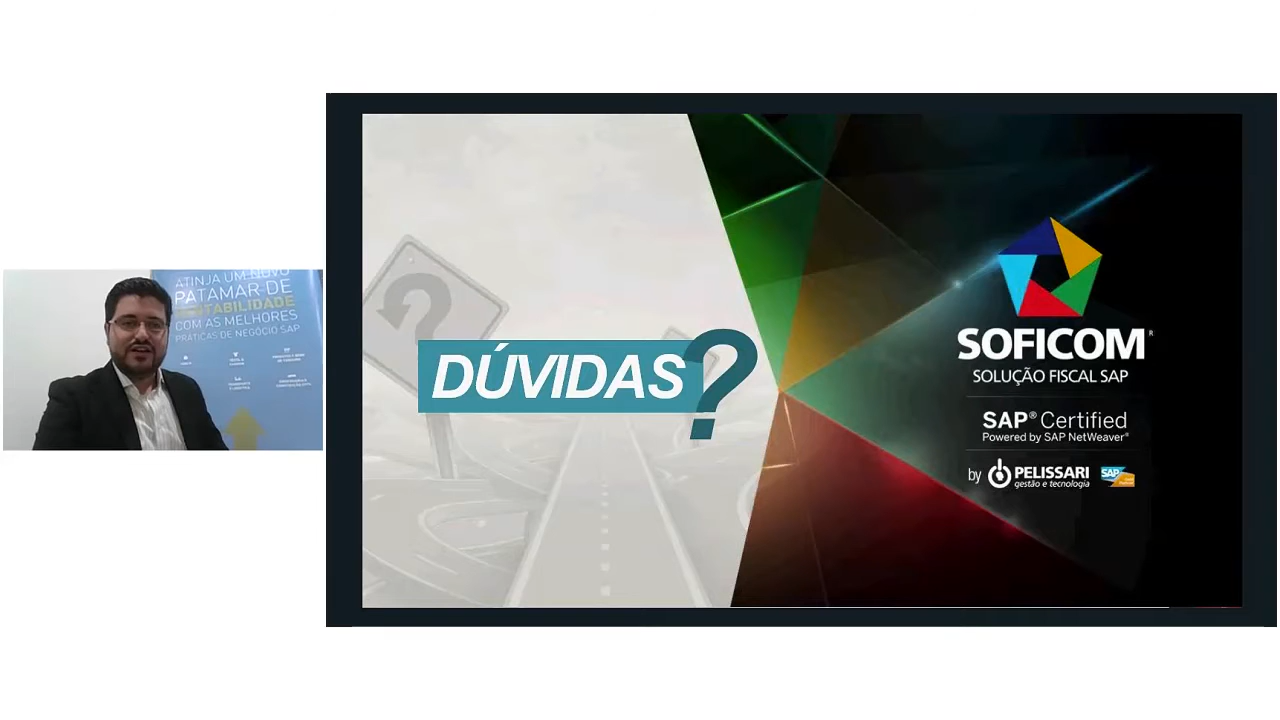 ATINJA UM NOVO
PATAMAR DE
TABILIDADE
COM AS MELHORES
PRÁTICAS DE NEGÓCIO SAP
DÚVIDAS?
SOFICOM®
SOLUÇÃO FISCAL SAP
SAP® Certified
Powered by SAP NetWeaver®
by PELISSARI
gestão e tecnologia
SAP